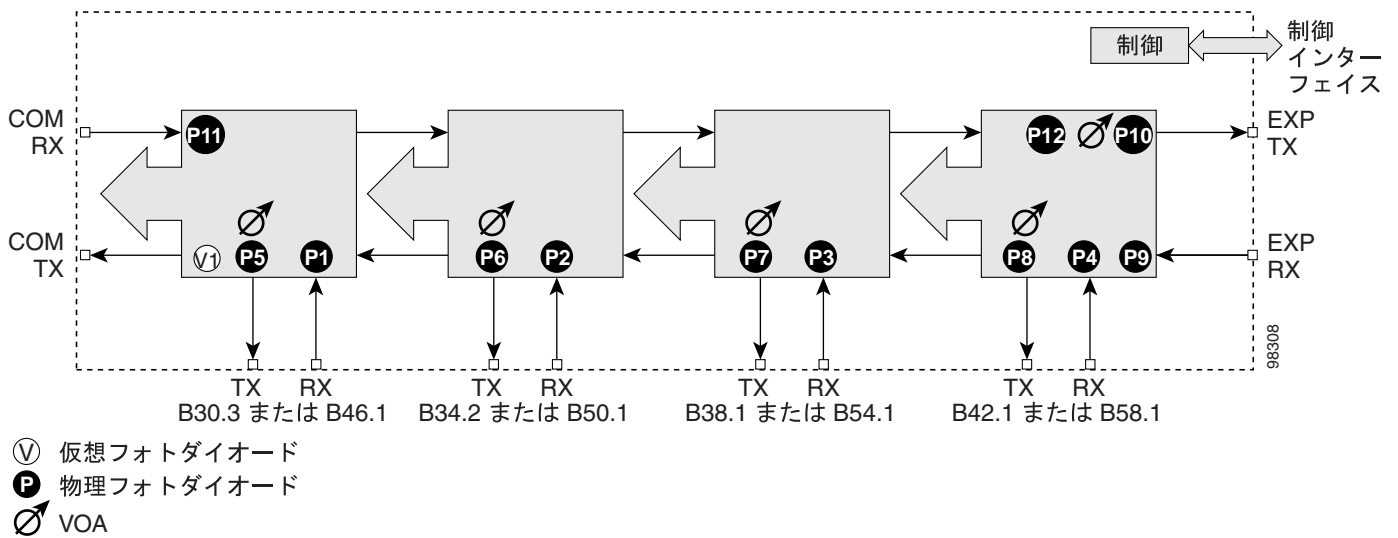 制御
制御
インター
フェイス
COM
RX
P11
P12
P10
EXP
TX
COM
TX
V1
P5
P1
P6
P2
P7
P3
P8
P4
P9
EXP
RX
98308
TX RX
TX RX
TX RX
TX RX
B30.3 または B46.1
B34.2 または B50.1
B38.1 または B54.1
B42.1 または B58.1
V 仮想フォトダイオード
P 物理フォトダイオード
VOA